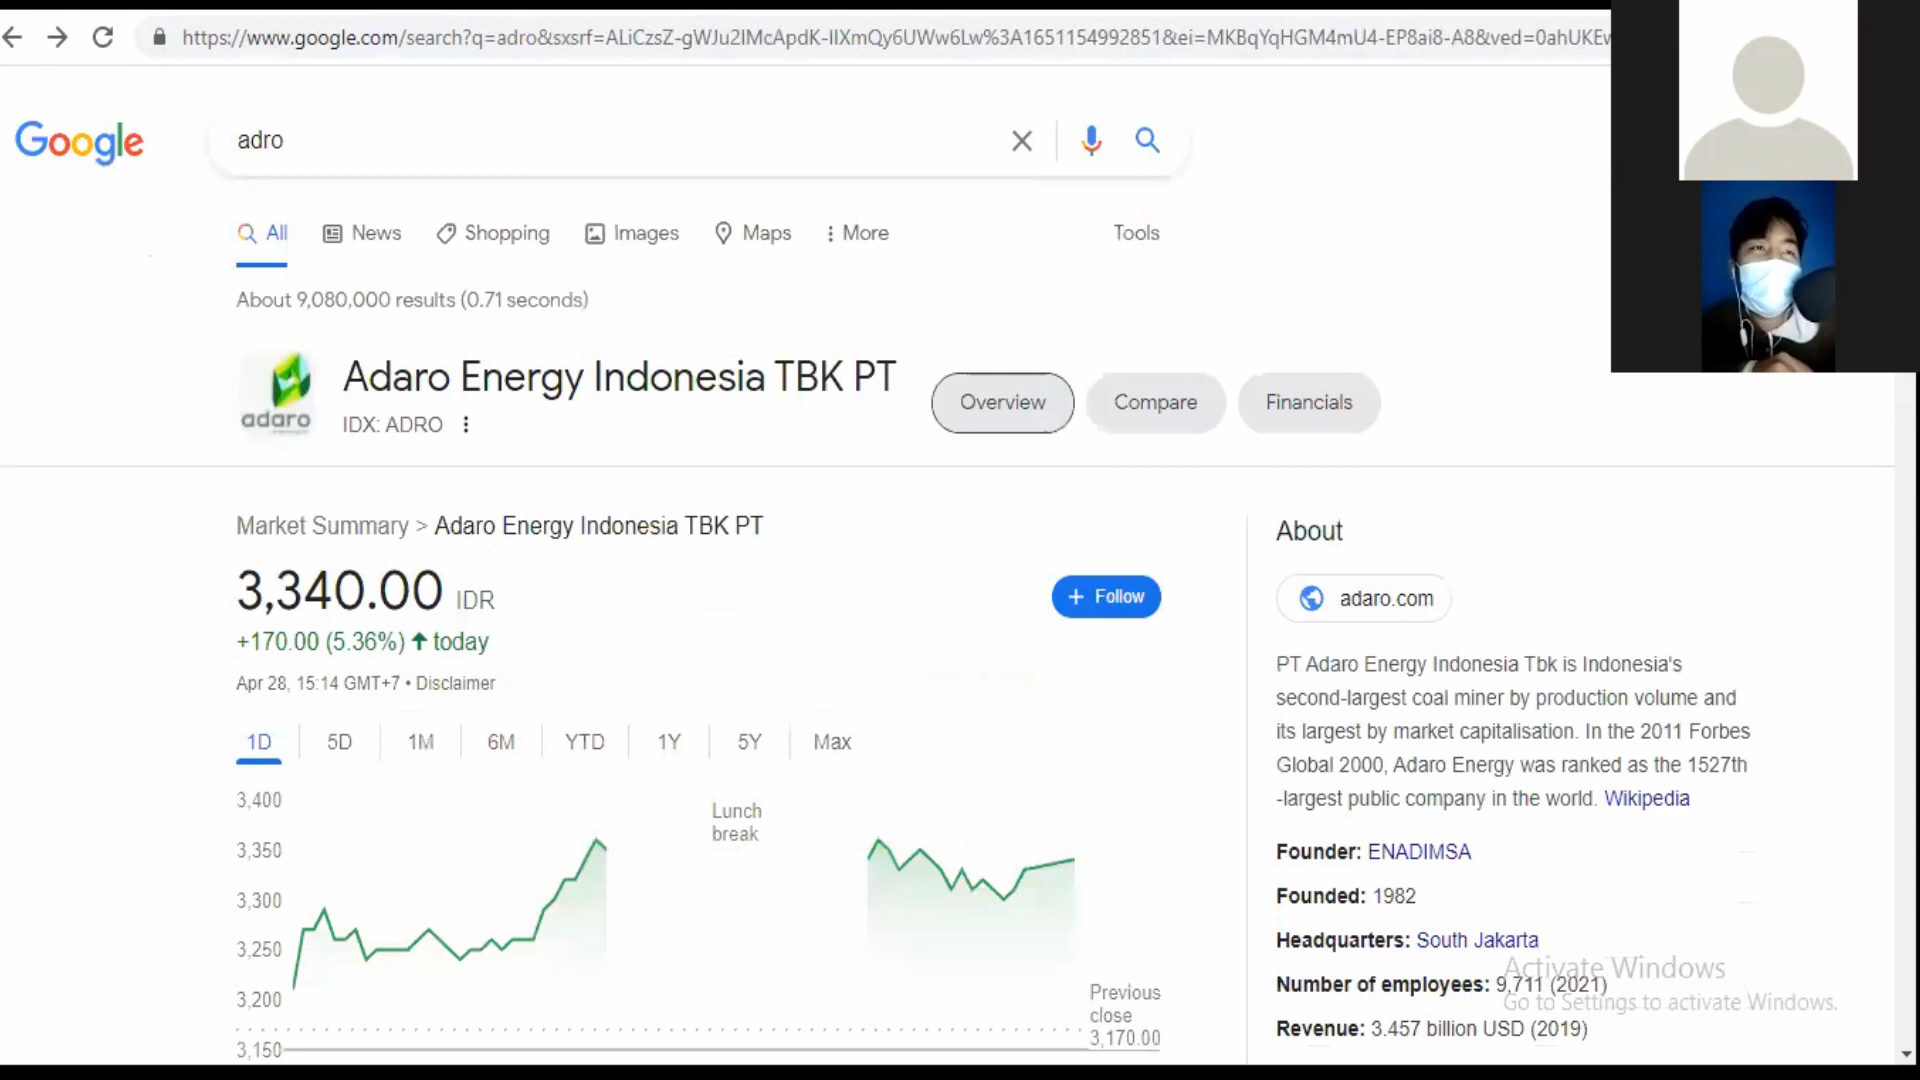 https://www.google.com/search?q=adro&sxsrf=ALiCzsZ-gWJu2IMcApdK-IIXmQy6UWw6Lw%3A1651154992851&ei=MKBqYqHGM4mU4-EP8ai8-A8&ved=0ahUKEw
Google
adro
All News Shopping Images Maps More Tools
About 9,080,000 results (0.71 seconds)
Adaro Energy Indonesia TBK PT
adaro
IDX: ADRO
Overview Compare Financials
Market Summary > Adaro Energy Indonesia TBK PT
3,340.00 IDR
+170.00 (5.36%) today
Apr 28, 15:14 GMT+7 • Disclaimer
+ Follow
1D 5D 1M 6M YTD 1Y 5Y Max
3,400
3,350
3,300
3,250
3,200
3,150
Lunch
break
Previous
close
3,170.00
About
adaro.com
PT Adaro Energy Indonesia Tbk is Indonesia's
second-largest coal miner by production volume and
its largest by market capitalisation. In the 2011 Forbes
Global 2000, Adaro Energy was ranked as the 1527th
-largest public company in the world. Wikipedia
Founder: ENADIMSA
Founded: 1982
Headquarters: South Jakarta
Number of employees: 9,711 (2021)
Revenue: 3.457 billion USD (2019)
Activate Windows
Go to Settings to activate Windows.